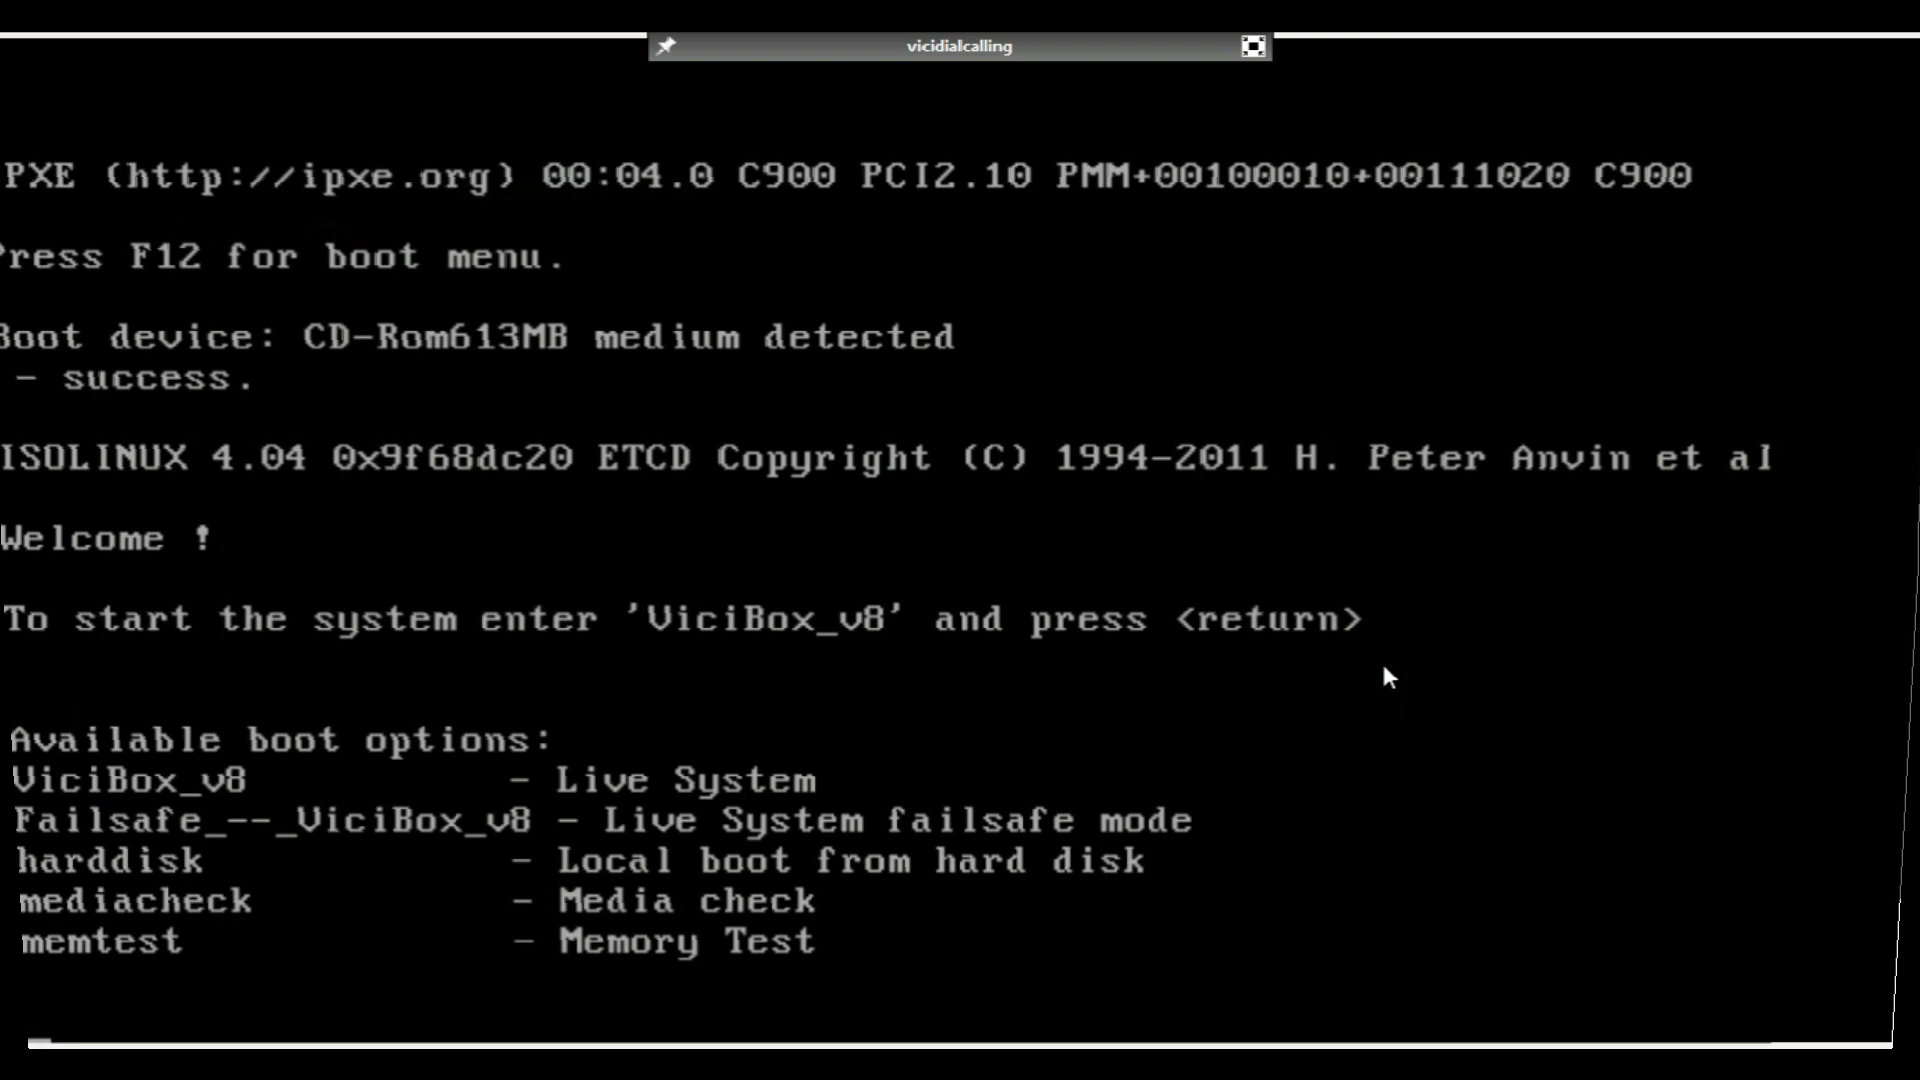 vicidialcalling
PXE (http://ipxe.org) 00:04.0 C900 PCI2.10 PMM+00100010+00111020 C900
Press F12 for boot menu.
Boot device: CD-Rom613MB medium detected
- success.
ISOLINUX 4.04 0x9f68dc20 ETCD Copyright (C) 1994-2011 H. Peter Anvin et al
Welcome !
To start the system enter 'ViciBox_v8' and press <return>
Available boot options:
ViciBox_v8 - Live System
Failsafe_--_ViciBox_v8 - Live System failsafe mode
harddisk - Local boot from hard disk
mediacheck - Media check
memtest - Memory Test